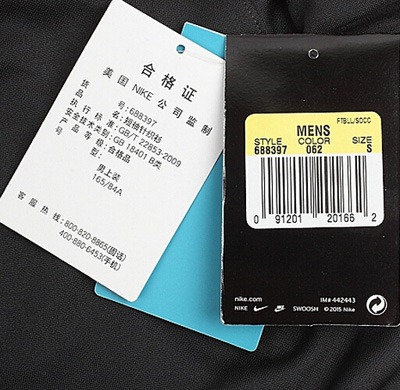 合格证
美国 NIKE 公司监制
货号:688397
品名:短袖针织衫
执行标准:GB/T 22853-2009
安全技术类别:GB 18401 B类
等级:合格品
型:男上装
165/84A
客服热线:800-820-8865(固话)
400-880-6453(手机)
FTBLL/SOCC
MENS
STYLE COLOR SIZE
688397 062 S
0 91201 20166 2
nike.com IM# 442443
NIKE SWOOSH ©2015 Nike